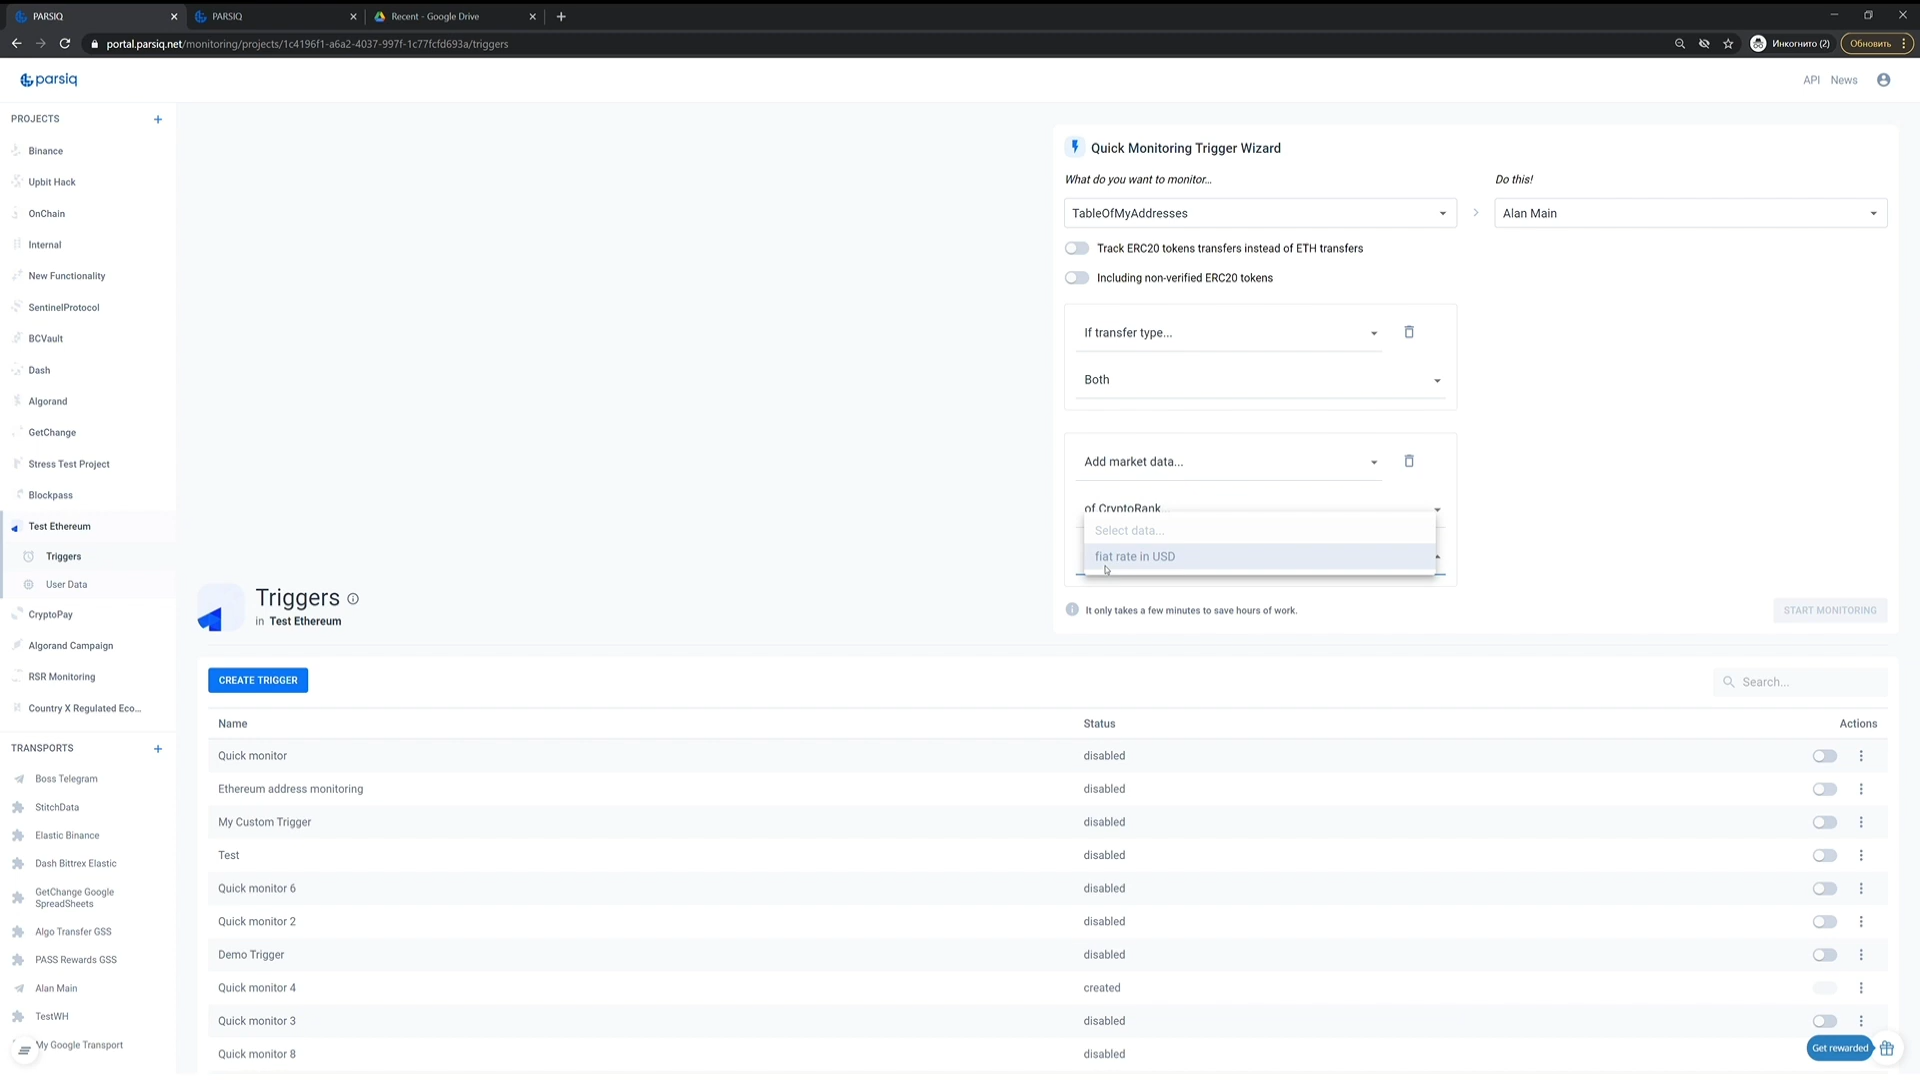 PARSIQ
PARSIQ
Recent - Google Drive
portal.parsiq.net/monitoring/projects/1c4196f1-a6a2-4037-997f-1c77fcfd693a/triggers
Инкогнито (2)
Обновить
parsiq
API
News
PROJECTS
Binance
Upbit Hack
OnChain
Internal
New Functionality
SentinelProtocol
BCVault
Dash
Algorand
GetChange
Stress Test Project
Blockpass
Test Ethereum
Triggers
User Data
CryptoPay
Algorand Campaign
RSR Monitoring
Country X Regulated Eco...
TRANSPORTS
Boss Telegram
StitchData
Elastic Binance
Dash Bittrex Elastic
GetChange Google
SpreadSheets
Algo Transfer GSS
PASS Rewards GSS
Alan Main
TestWH
My Google Transport
Quick Monitoring Trigger Wizard
What do you want to monitor...
Do this!
TableOfMyAddresses
Alan Main
Track ERC20 tokens transfers instead of ETH transfers
Including non-verified ERC20 tokens
If transfer type...
Both
Add market data...
of CryptoRank...
Select data...
fiat rate in USD
It only takes a few minutes to save hours of work.
START MONITORING
Triggers
in Test Ethereum
CREATE TRIGGER
Search...
Name
Status
Actions
Quick monitor
disabled
Ethereum address monitoring
disabled
My Custom Trigger
disabled
Test
disabled
Quick monitor 6
disabled
Quick monitor 2
disabled
Demo Trigger
disabled
Quick monitor 4
created
Quick monitor 3
disabled
Quick monitor 8
disabled
Get rewarded